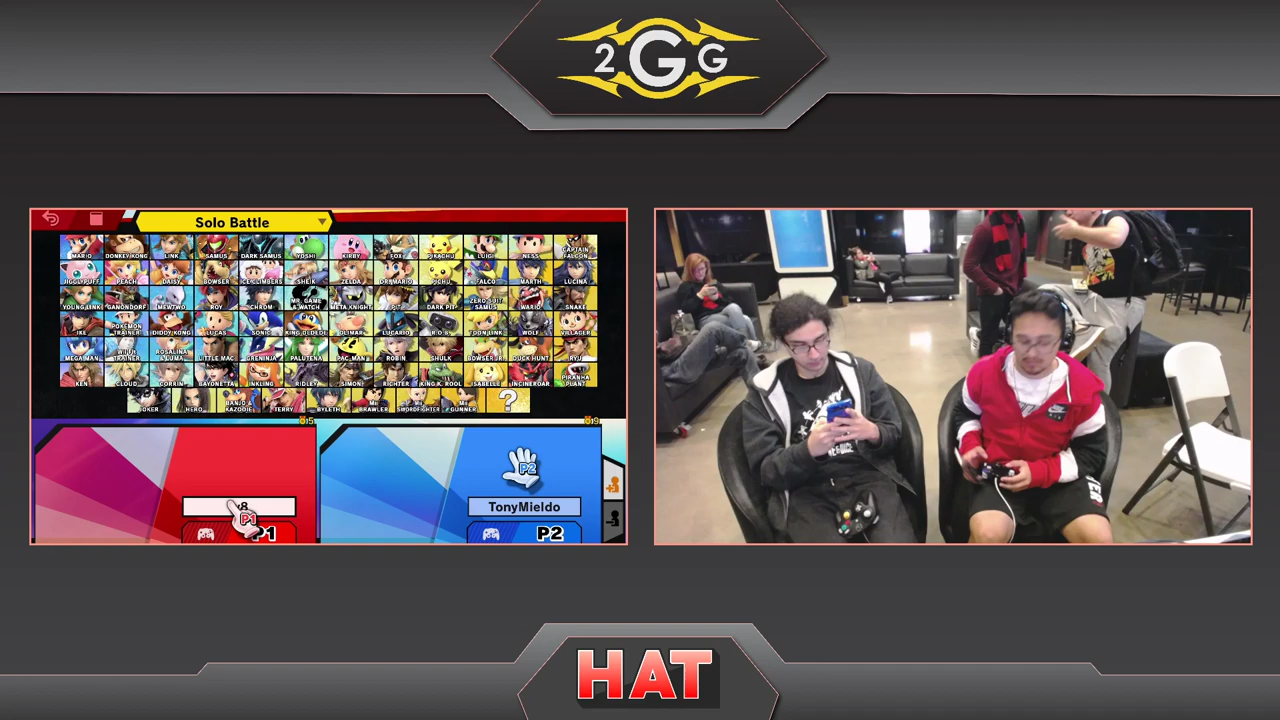 2GG
Solo Battle
MARIO DONKEY KONG LINK SAMUS DARK SAMUS YOSHI KIRBY FOX PIKACHU LUIGI NESS CAPTAIN FALCON
JIGGLYPUFF PEACH DAISY BOWSER ICE CLIMBERS SHEIK ZELDA DR. MARIO PICHU FALCO MARTH LUCINA
YOUNG LINK GANONDORF MEWTWO ROY CHROM MR. GAME & WATCH META KNIGHT PIT DARK PIT ZERO SUIT SAMUS WARIO SNAKE
IKE POKÉMON TRAINER DIDDY KONG LUCAS SONIC KING DEDEDE OLIMAR LUCARIO R.O.B. TOON LINK WOLF VILLAGER
MEGA MAN Wii Fit TRAINER ROSALINA & LUMA LITTLE MAC GRENINJA PALUTENA PAC-MAN ROBIN SHULK BOWSER JR. DUCK HUNT RYU
KEN CLOUD CORRIN BAYONETTA INKLING RIDLEY SIMON RICHTER KING K. ROOL ISABELLE INCINEROAR PIRANHA PLANT
JOKER HERO BANJO & KAZOOIE TERRY BYLETH Mii BRAWLER Mii SWORDFIGHTER Mii GUNNER ?
P2
TonyMieldo
P1
P1
P2
HAT